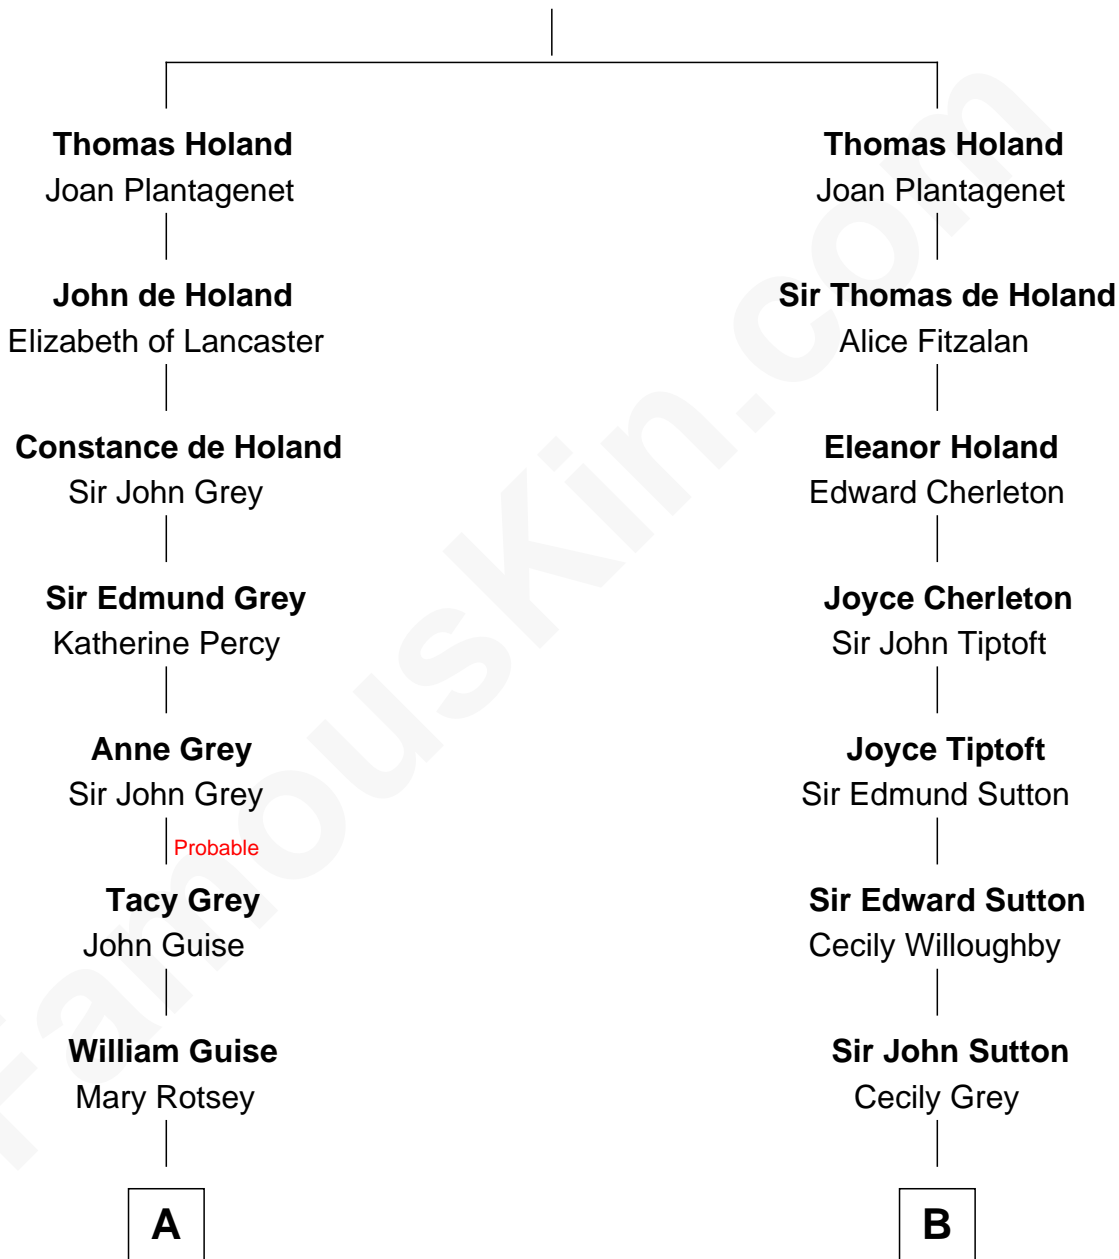 Thomas Holand
Joan Plantagenet
John de Holand
Elizabeth of Lancaster
Constance de Holand
Sir John Grey
Sir Edmund Grey
Katherine Percy
Anne Grey
Sir John Grey
Probable
Tacy Grey
John Guise
William Guise
Mary Rotsey
A
Thomas Holand
Joan Plantagenet
Sir Thomas de Holand
Alice Fitzalan
Eleanor Holand
Edward Cherleton
Joyce Cherleton
Sir John Tiptoft
Joyce Tiptoft
Sir Edmund Sutton
Sir Edward Sutton
Cecily Willoughby
Sir John Sutton
Cecily Grey
B
FamousKin.com